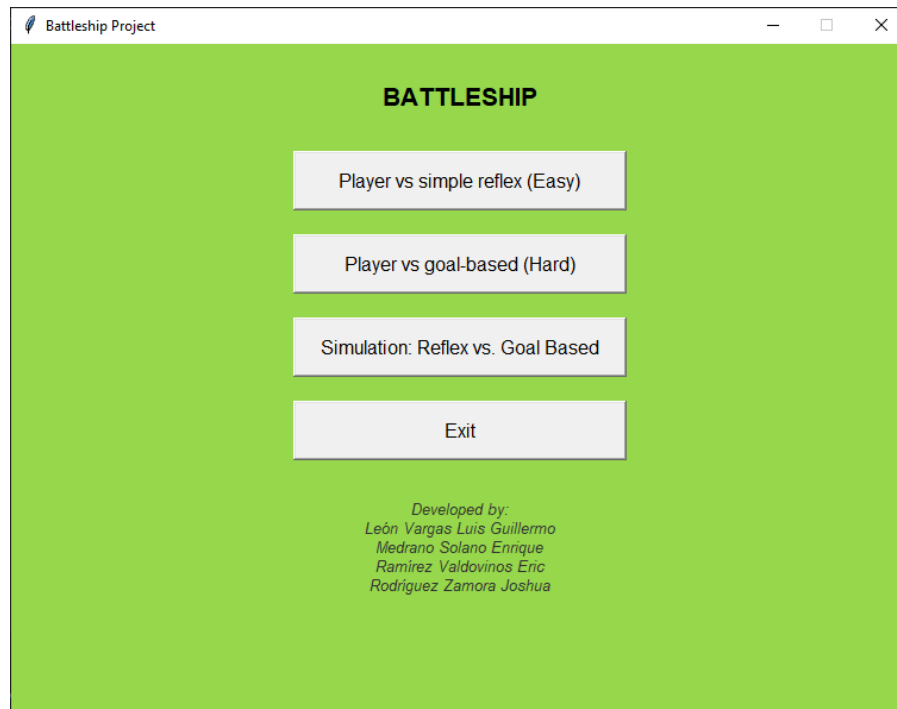 Battleship Project
BATTLESHIP
Player vs simple reflex (Easy)
Player vs goal-based (Hard)
Simulation: Reflex vs. Goal Based
Exit
Developed by:
León Vargas Luis Guillermo
Medrano Solano Enrique
Ramírez Valdovinos Eric
Rodríguez Zamora Joshua